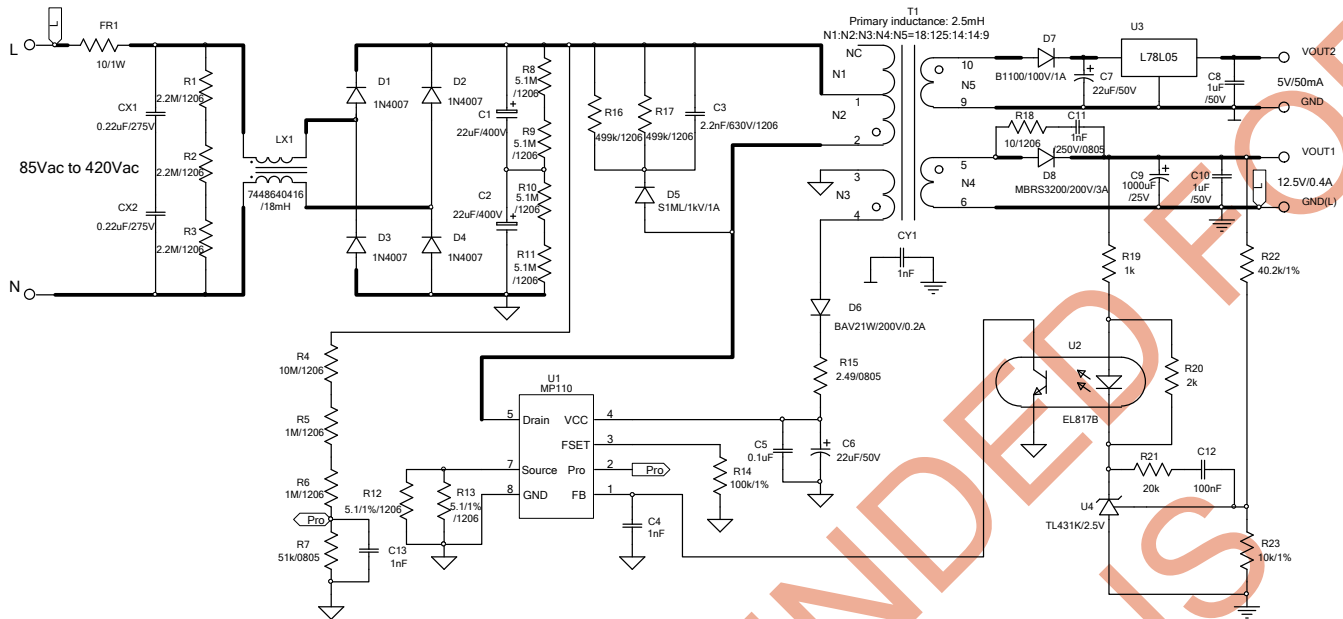 L
FR1
10/1W
L
CX1
0.22uF/275V
CX2
0.22uF/275V
R1
2.2M/1206
R2
2.2M/1206
R3
2.2M/1206
85Vac to 420Vac
N
LX1
7448640416
/18mH
D1
1N4007
D2
1N4007
D3
1N4007
D4
1N4007
C1
22uF/400V
C2
22uF/400V
R8
5.1M
/1206
R9
5.1M
/1206
R10
5.1M
/1206
R11
5.1M
/1206
R16
499k/1206
R17
499k/1206
C3
2.2nF/630V/1206
D5
S1ML/1kV/1A
T1
Primary inductance: 2.5mH
N1:N2:N3:N4:N5=18:125:14:14:9
NC
N1
1
N2
2
3
N3
4
10
N5
9
5
N4
6
D7
B1100/100V/1A
C7
22uF/50V
U3
L78L05
C8
1uF
/50V
VOUT2
5V/50mA
GND
R18
10/1206
C11
1nF
/250V/0805
D8
MBRS3200/200V/3A
C9
1000uF
/25V
C10
1uF
/50V
L
VOUT1
12.5V/0.4A
GND(L)
CY1
1nF
D6
BAV21W/200V/0.2A
R15
2.49/0805
R19
1k
R22
40.2k/1%
U2
EL817B
R20
2k
R21
20k
C12
100nF
U4
TL431K/2.5V
R23
10k/1%
R4
10M/1206
R5
1M/1206
R6
1M/1206
Pro
R7
51k/0805
C13
1nF
R12
5.1/1%/1206
R13
5.1/1%
/1206
U1
MP110
5 Drain VCC 4
FSET 3
7 Source Pro 2 Pro
8 GND FB 1
C5
0.1uF
C6
22uF/50V
R14
100k/1%
C4
1nF
NDED FO
IS